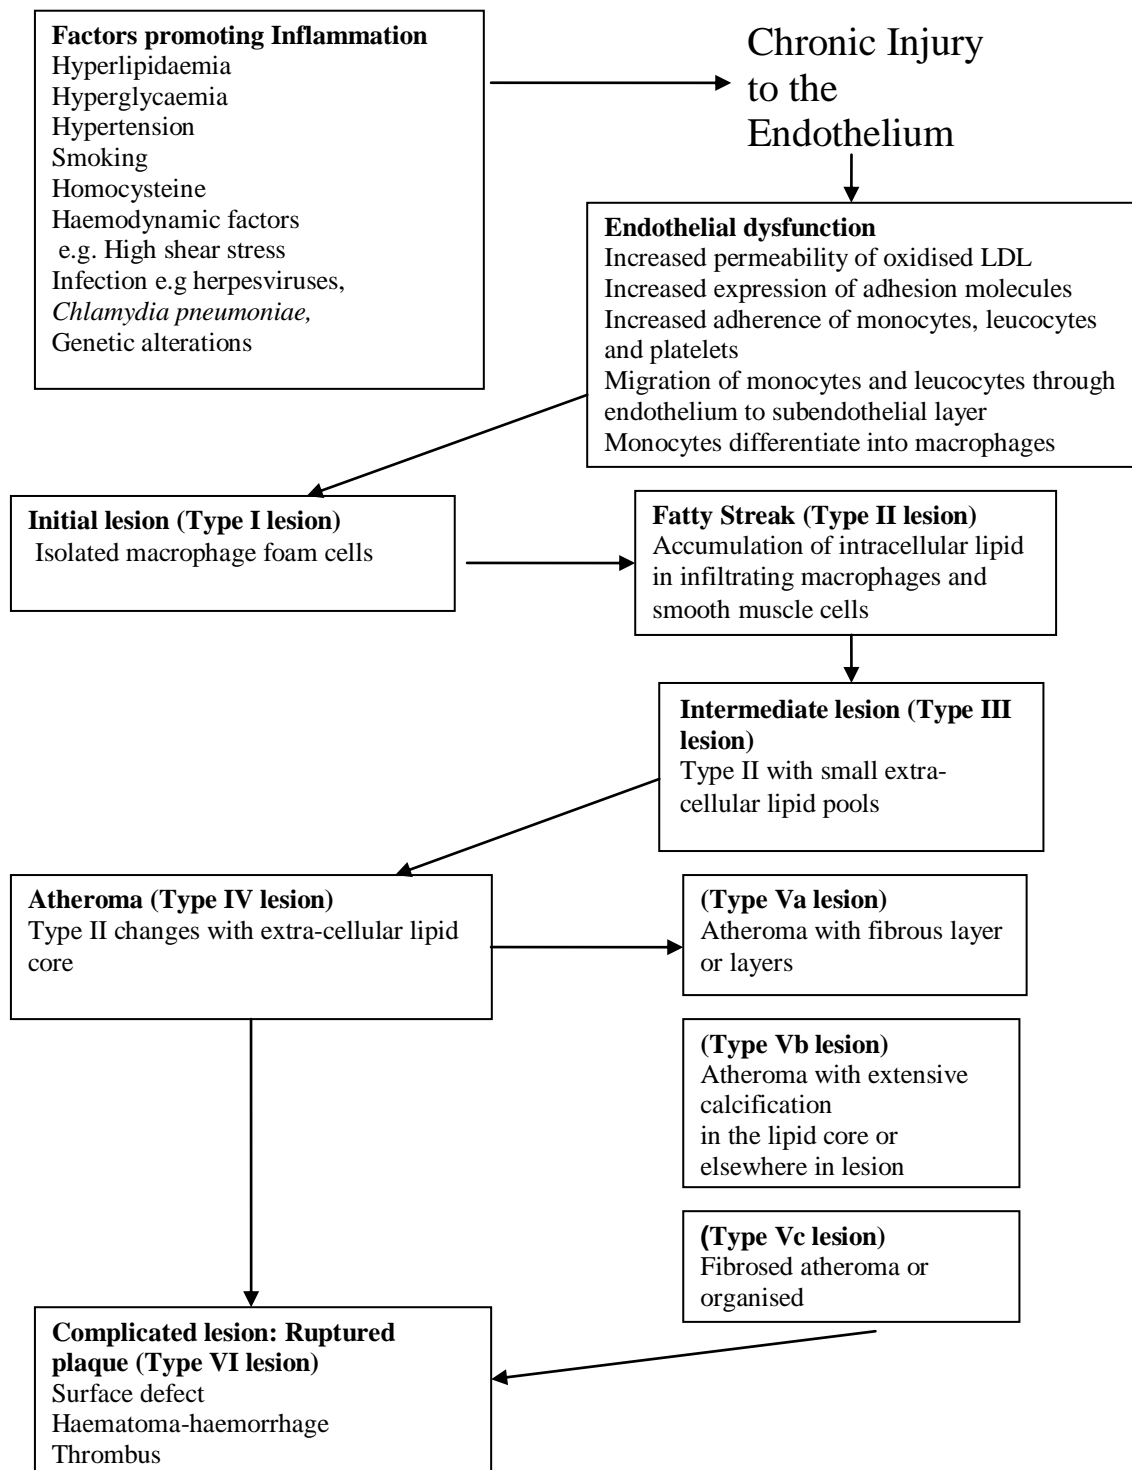 Factors promoting Inflammation
Hyperlipidaemia
Hyperglycaemia
Hypertension
Smoking
Homocysteine
Haemodynamic factors
e.g. High shear stress
Infection e.g herpesviruses,
Chlamydia pneumoniae,
Genetic alterations
Chronic Injury
to the
Endothelium
Endothelial dysfunction
Increased permeability of oxidised LDL
Increased expression of adhesion molecules
Increased adherence of monocytes, leucocytes
and platelets
Migration of monocytes and leucocytes through
endothelium to subendothelial layer
Monocytes differentiate into macrophages
Initial lesion (Type I lesion)
Isolated macrophage foam cells
Fatty Streak (Type II lesion)
Accumulation of intracellular lipid
in infiltrating macrophages and
smooth muscle cells
Intermediate lesion (Type III
lesion)
Type II with small extra-
cellular lipid pools
Atheroma (Type IV lesion)
Type II changes with extra-cellular lipid
core
(Type Va lesion)
Atheroma with fibrous layer
or layers
(Type Vb lesion)
Atheroma with extensive
calcification
in the lipid core or
elsewhere in lesion
(Type Vc lesion)
Fibrosed atheroma or
organised
Complicated lesion: Ruptured
plaque (Type VI lesion)
Surface defect
Haematoma-haemorrhage
Thrombus